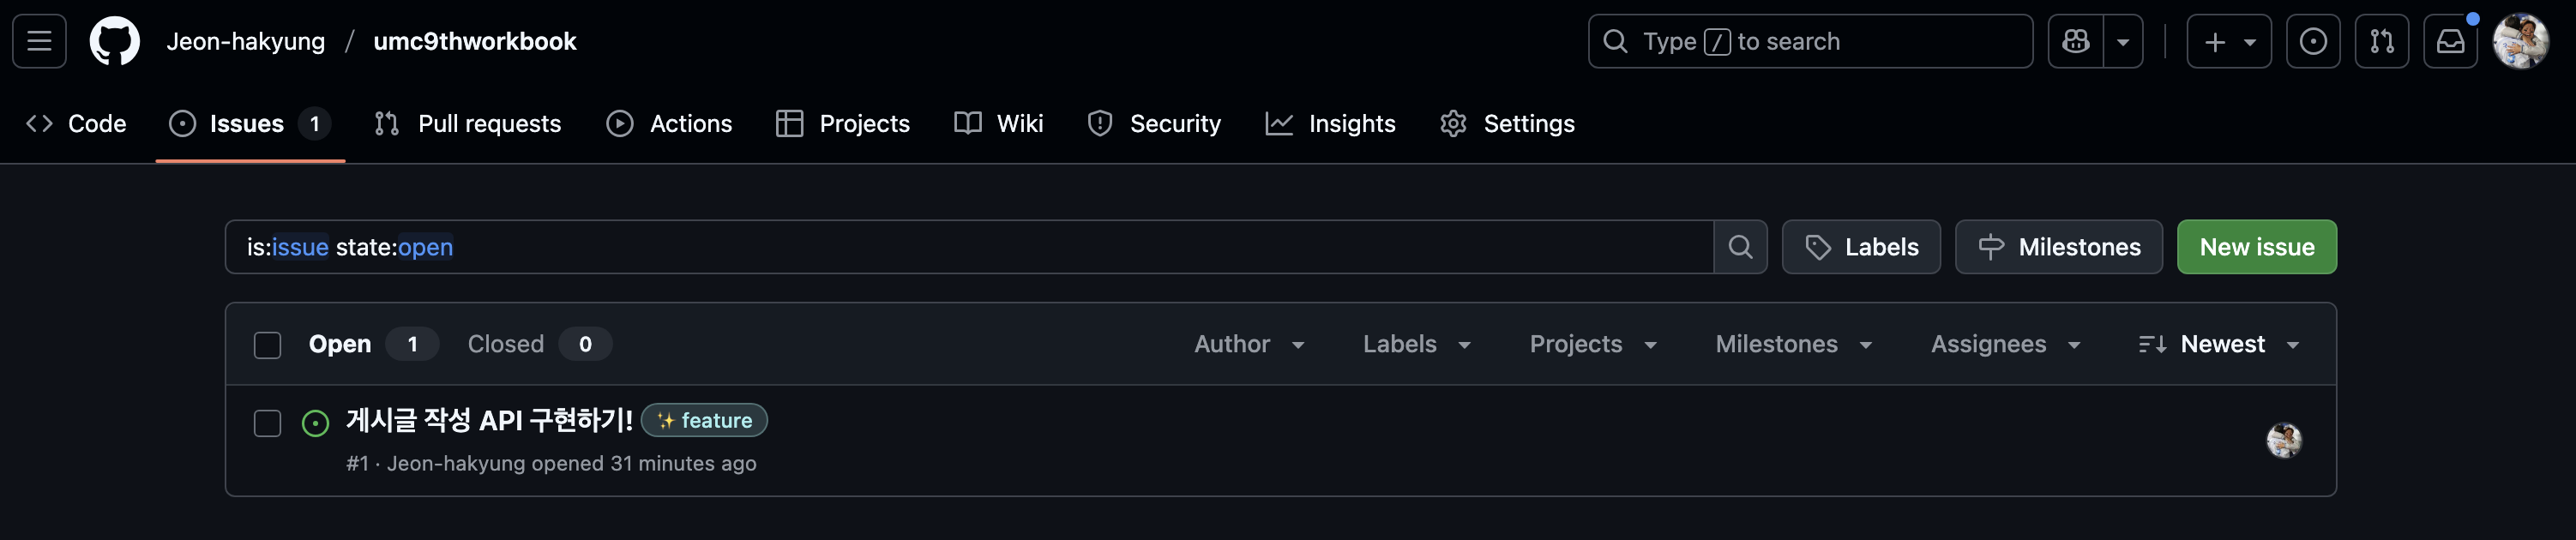 Jeon-hakyung / umc9thworkbook Type / to search
Code Issues 1 Pull requests Actions Projects Wiki Security Insights Settings
is:issue state:open Labels Milestones New issue
Open 1 Closed 0 Author Labels Projects Milestones Assignees Newest
게시글 작성 API 구현하기! ✨ feature
#1 · Jeon-hakyung opened 31 minutes ago